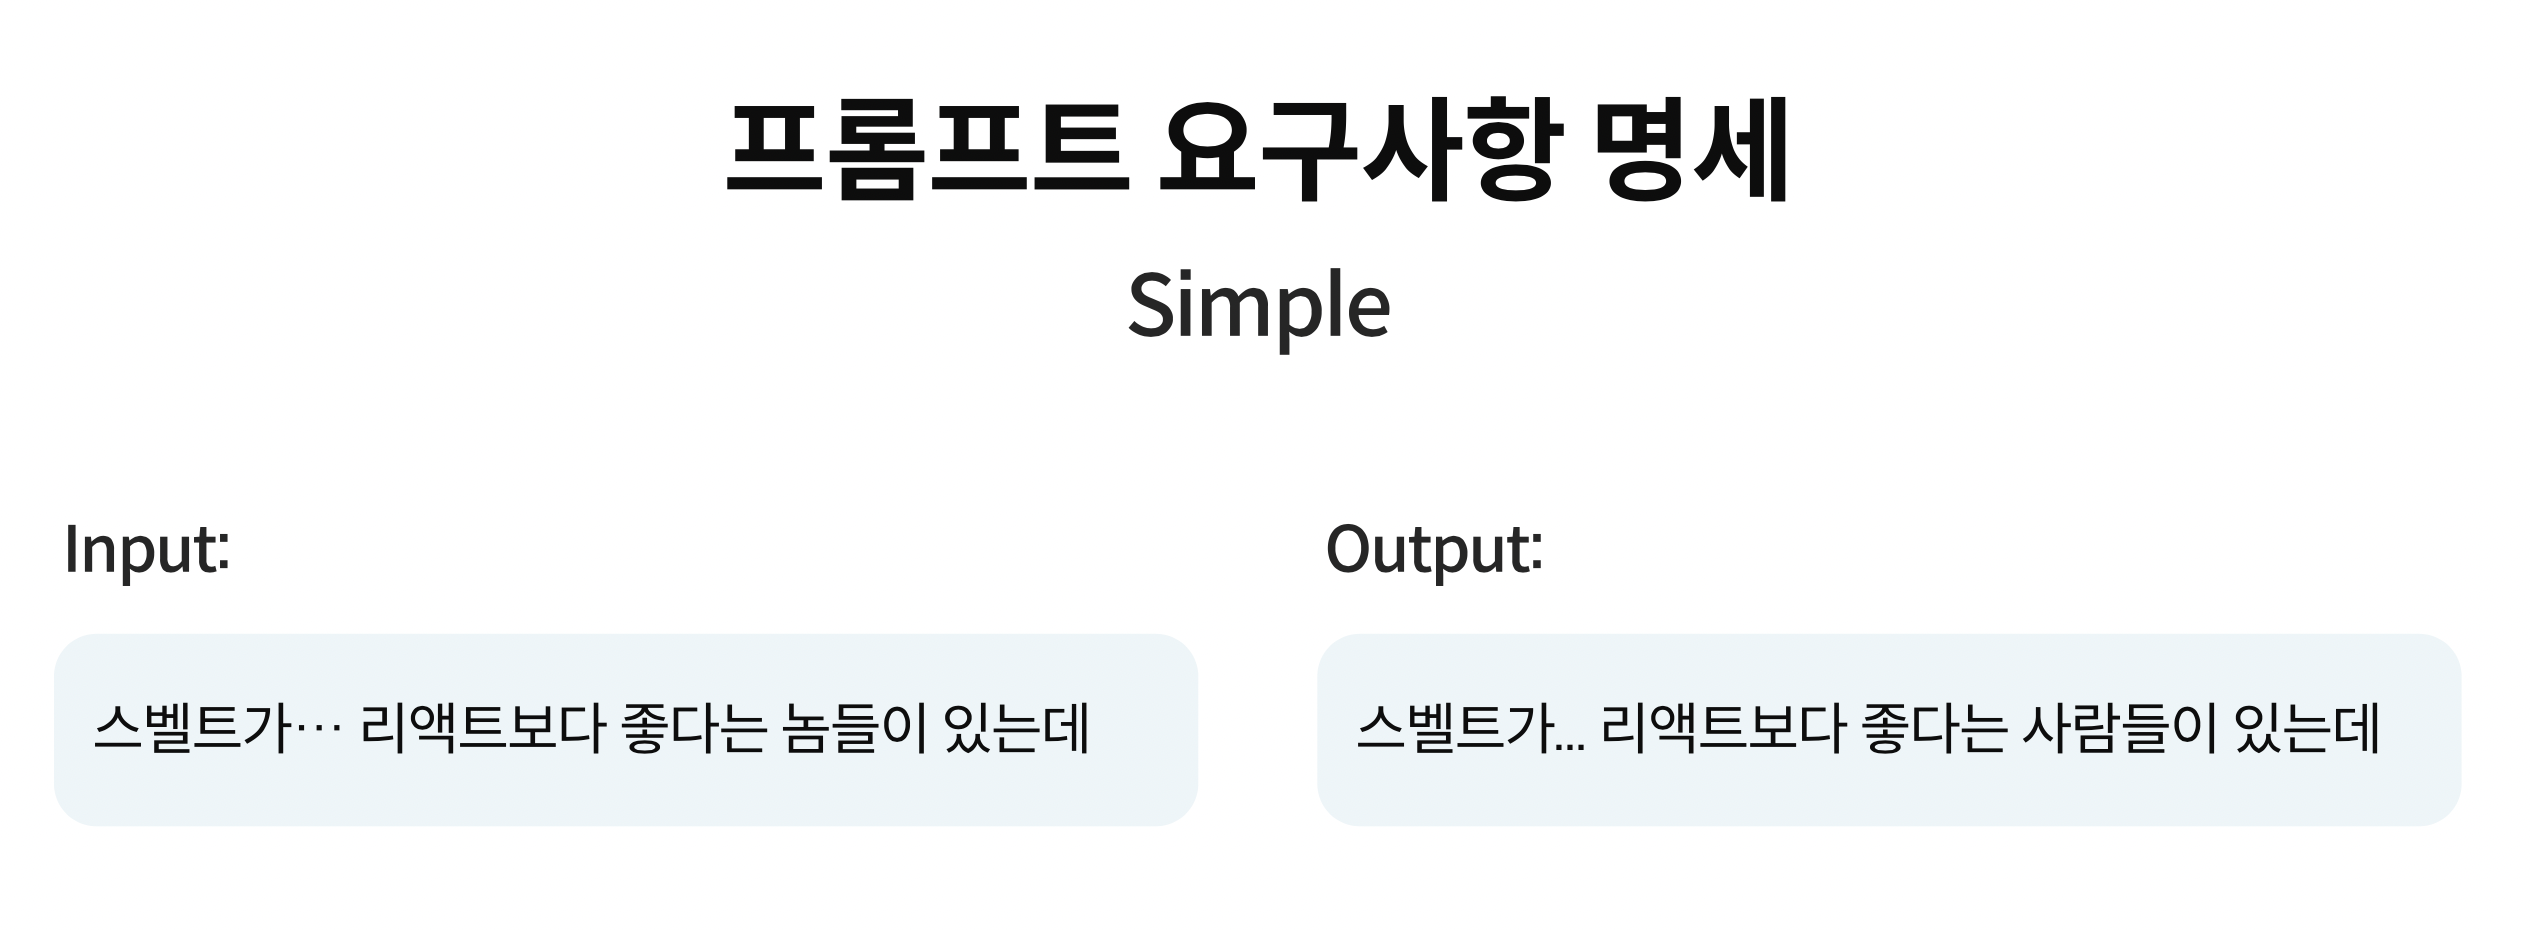 프롬프트 요구사항 명세
Simple
Input:
Output:
스벨트가… 리액트보다 좋다는 놈들이 있는데
스벨트가... 리액트보다 좋다는 사람들이 있는데